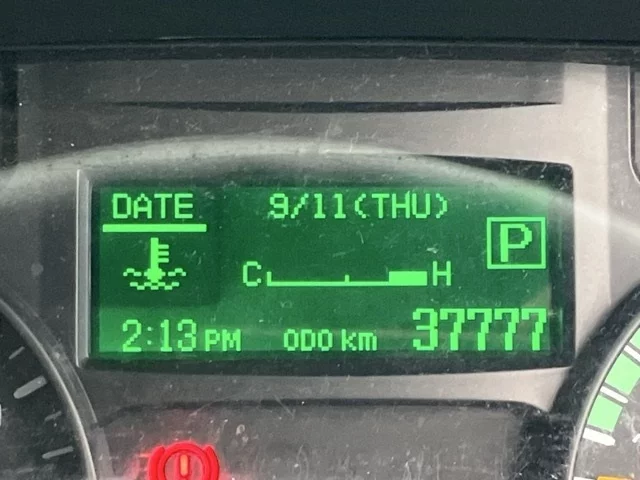 DATE 9/11(THU)
P
C H
2:13 PM ODO km 37777